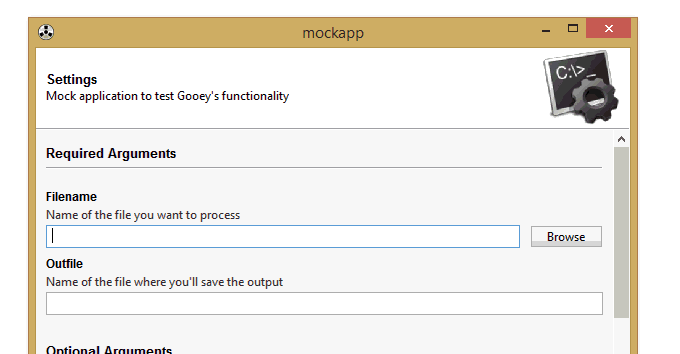 mockapp
Settings
Mock application to test Gooey's functionality
C:\>_
Required Arguments
Filename
Name of the file you want to process
Browse
Outfile
Name of the file where you'll save the output
Optional Arguments